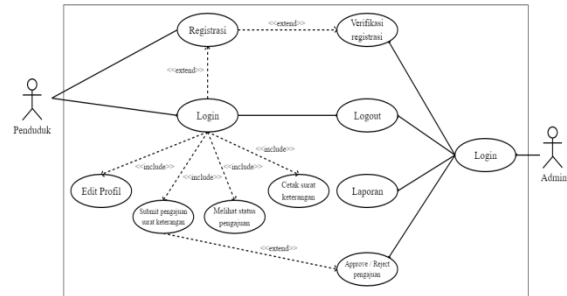 <<extend>>
Registrasi
Verifikasi
registrasi
<<extend>>
Penduduk
Login
Logout
Login
Admin
<<include>>
<<include>>
<<include>>
<<include>>
Edit Profil
Submit pengajuan
surat keterangan
Melihat status
pengajuan
Cetak surat
keterangan
Laporan
<<extend>>
Approve / Reject
pengajuan